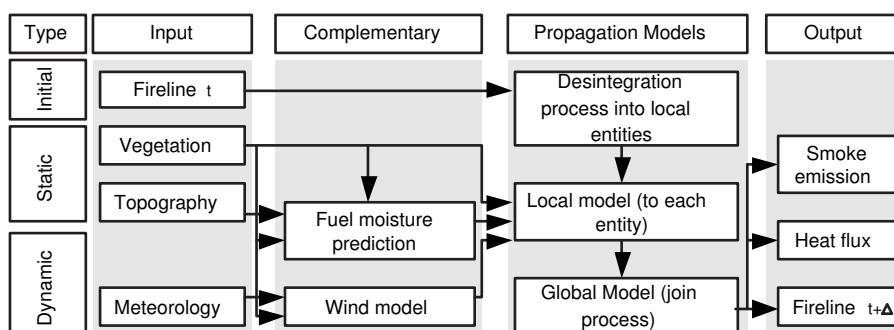 Type
Input
Complementary
Propagation Models
Output
Initial
Fireline t
Desintegration
process into local
entities
Static
Vegetation
Topography
Fuel moisture
prediction
Local model (to each
entity)
Smoke
emission
Heat flux
Dynamic
Meteorology
Wind model
Global Model (join
process)
Fireline t+Δ